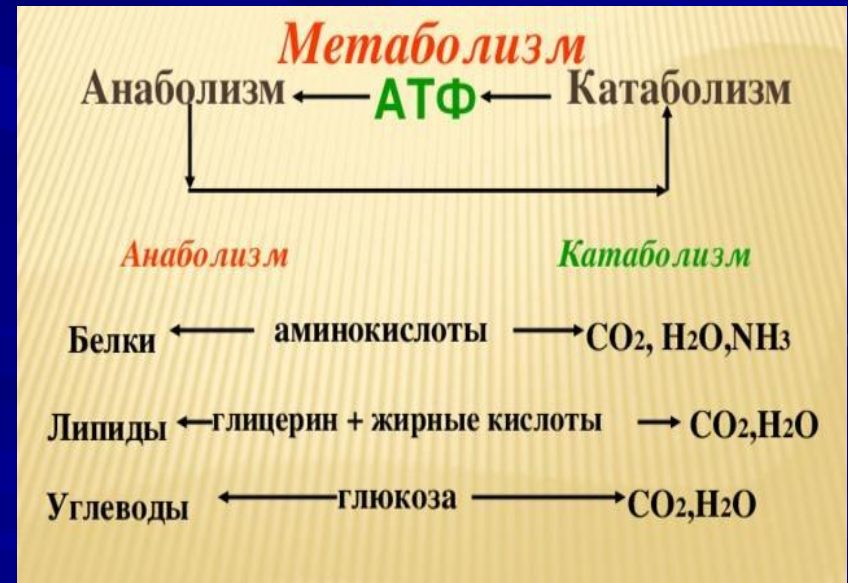 Метаболизм
Анаболизм АТФ Катаболизм
Анаболизм Катаболизм
Белки аминокислоты CO2, H2O,NH3
Липиды глицерин + жирные кислоты CO2,H2O
Углеводы глюкоза CO2,H2O